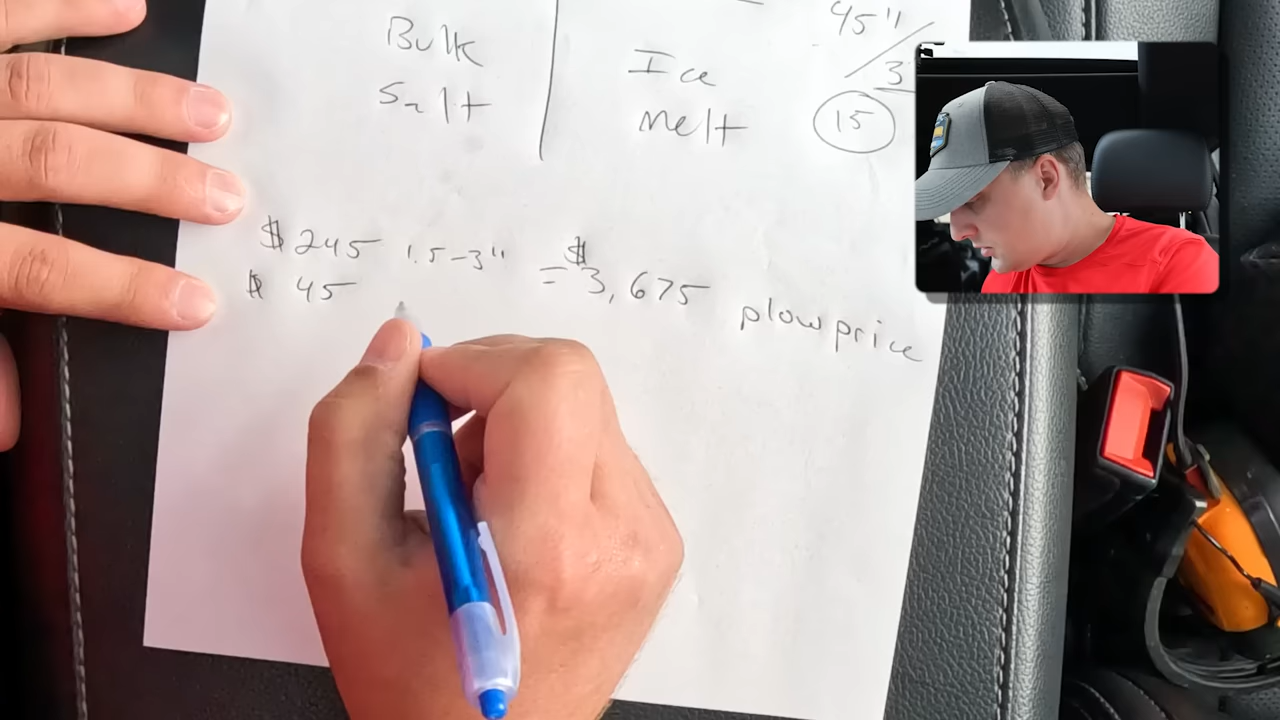 Bulk
Salt
Ice
melt
45"
/3
15
$245 1.5-3" = $3,675 plow price
$ 45